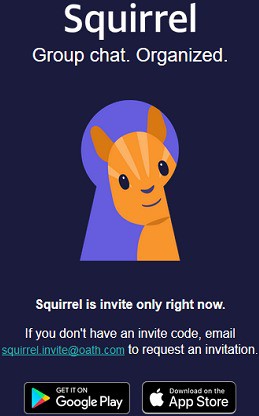 Squirrel
Group chat. Organized.
Squirrel is invite only right now.
If you don't have an invite code, email
squirrel.invite@oath.com to request an invitation.
GET IT ON
Google Play
Download on the
App Store